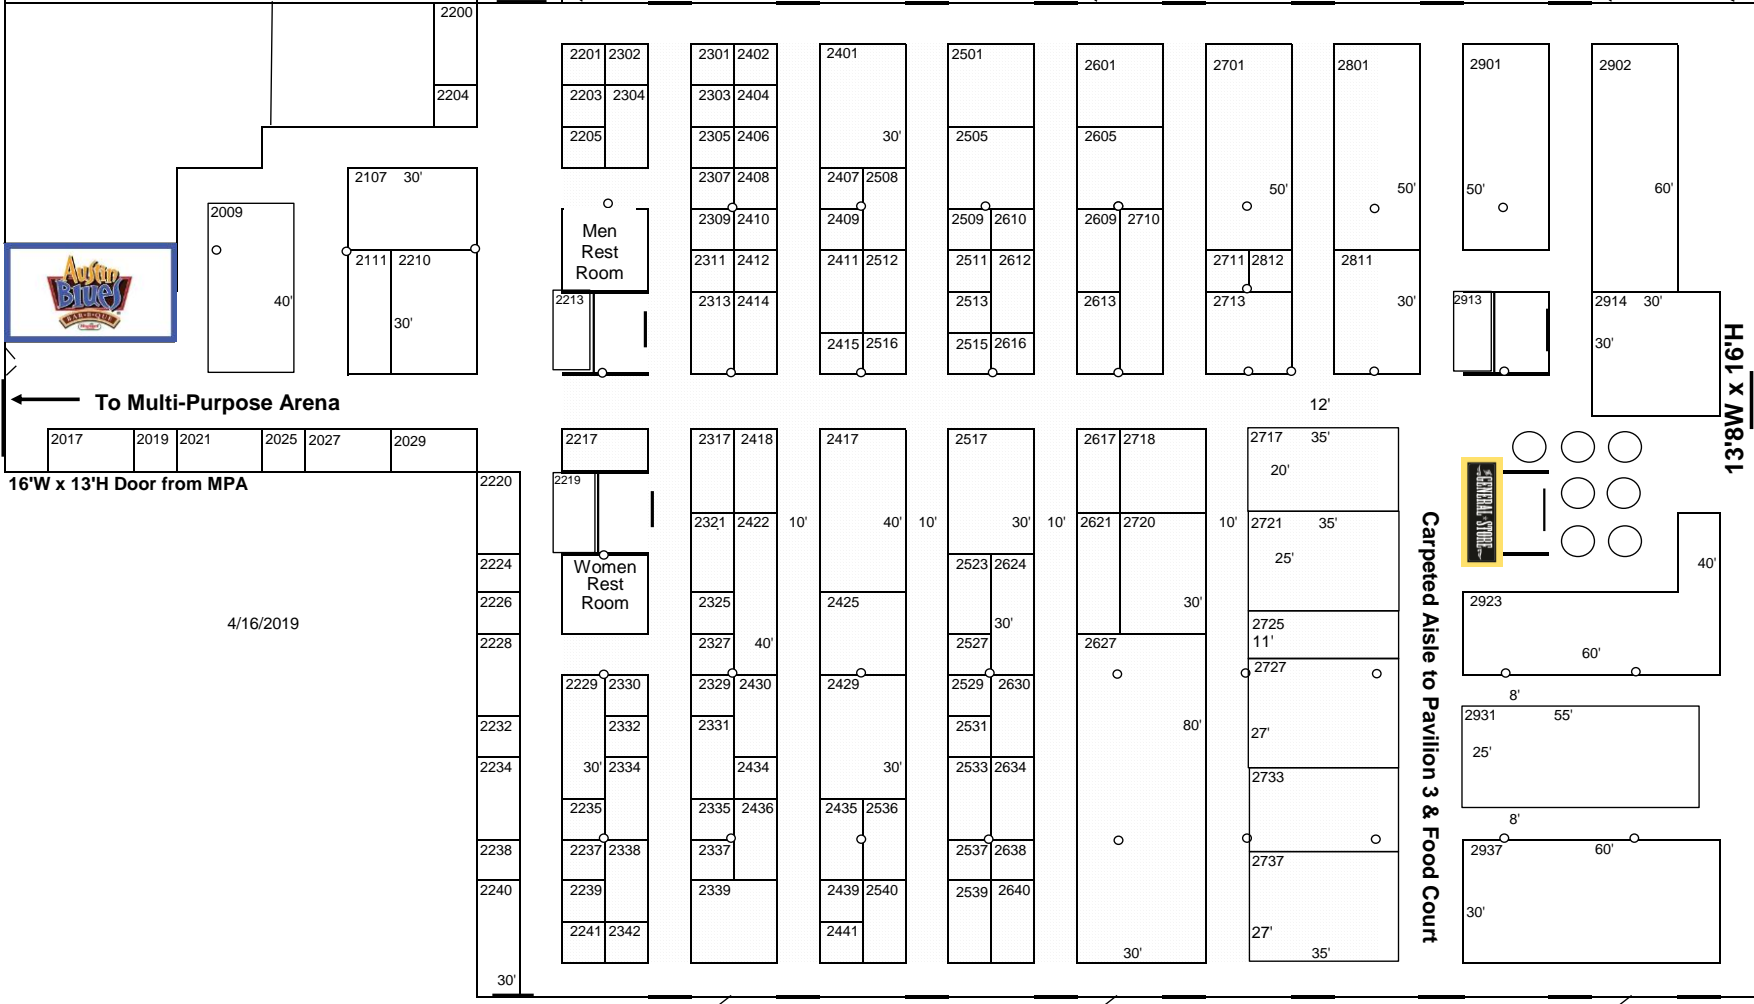 2200
2201 2302 2301 2402 2401 2501 2601 2701 2801 2901 2902
2204 2203 2304 2303 2404
2205 2305 2406 30' 2505 2605
2107 30' 2307 2408 2407 2508 50' 50' 50' 60'
2009 2309 2410 2409 2509 2610 2609 2710
Men
Rest
Room
2111 2210 2311 2412 2411 2512 2511 2612 2711 2812 2811
Austin
Blues
BAR-B-QUE
40' 2213 2313 2414 2513 2613 2713 30' 2913 2914 30'
30' 2415 2516 2515 2616 30'
13'8W x 16'H
To Multi-Purpose Arena
12'
2017 2019 2021 2025 2027 2029 2217 2317 2418 2417 2517 2617 2718 2717 35'
20'
16'W x 13'H Door from MPA
2220 2219
GENERAL STORE
2321 2422 10' 40' 10' 30' 10' 2621 2720 10' 2721 35'
25'
40'
2224 2523 2624
Women
Rest
Room
2226 2325 2425 30' 2923
4/16/2019
30' 2725
2228 2327 40' 2527 2627 11'
60'
2727
2229 2330 2329 2430 2429 2529 2630
8'
2931 55'
2232 2332 2331 2531 80' 27'
25'
2234 30' 2334 2434 30' 2533 2634 2733
2235 2335 2436 2435 2536
8'
2238 2237 2338 2337 2537 2638 2737 2937 60'
2240 2239 2339 2439 2540 2539 2640
30'
2241 2342 2441 27'
30' 35'
30'
Carpeted Aisle to Pavilion 3 & Food Court